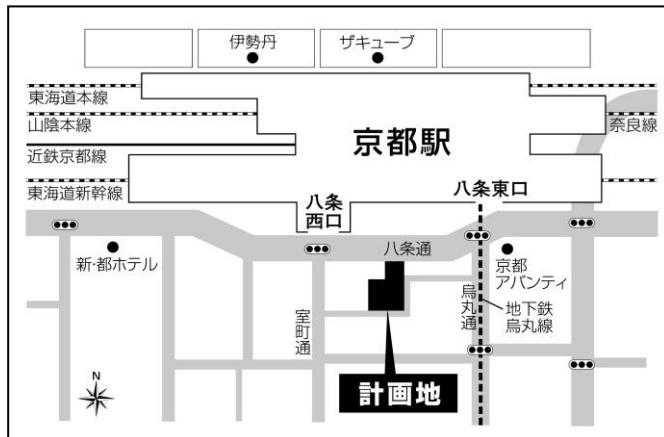 伊勢丹
ザキューブ
東海道本線
山陰本線
奈良線
京都駅
近鉄京都線
東海道新幹線
八条
西口
八条東口
八条通
新・都ホテル
京都
アバンティ
烏丸通
地下鉄
烏丸線
室町通
計画地
N